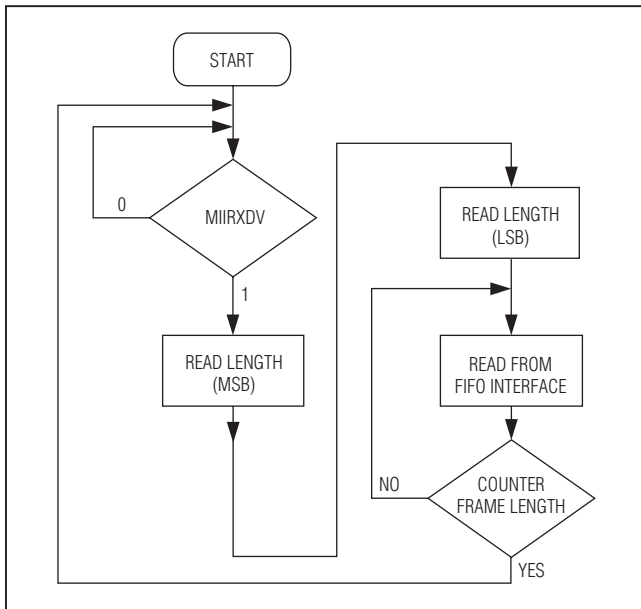 START
MIIRXDV
0
1
READ LENGTH
(MSB)
READ LENGTH
(LSB)
READ FROM
FIFO INTERFACE
COUNTER
FRAME LENGTH
NO
YES